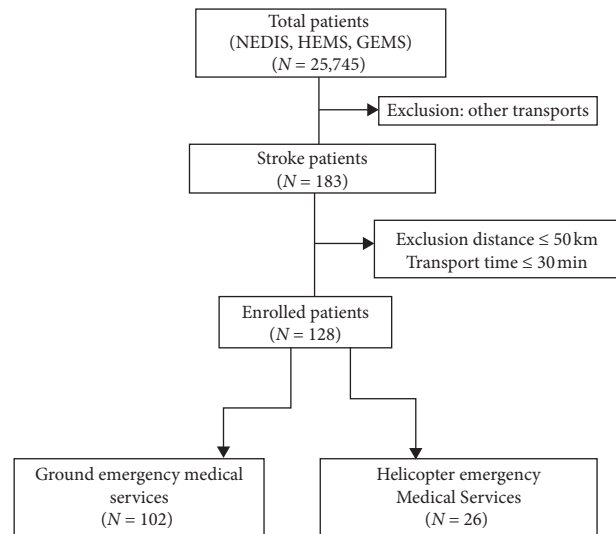 Total patients
(NEDIS, HEMS, GEMS)
(N = 25,745)
Exclusion: other transports
Stroke patients
(N = 183)
Exclusion distance ≤ 50 km
Transport time ≤ 30 min
Enrolled patients
(N = 128)
Ground emergency medical
services
(N = 102)
Helicopter emergency
Medical Services
(N = 26)